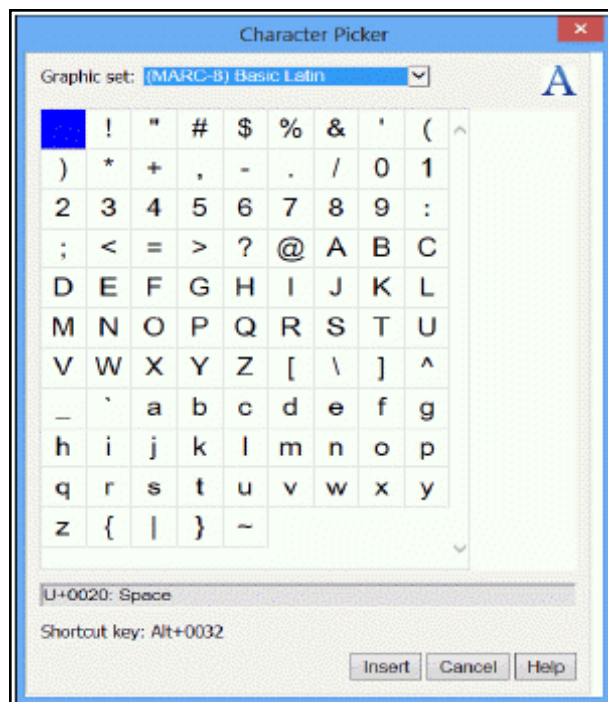 Character Picker
Graphic set: (MARC-8) Basic Latin
A
! " # $ % & ' (
) * + , - . / 0 1
2 3 4 5 6 7 8 9 :
; < = > ? @ A B C
D E F G H I J K L
M N O P Q R S T U
V W X Y Z [ \ ] ^
_ ` a b c d e f g
h i j k l m n o p
q r s t u v w x y
z { | } ~
U+0020: Space
Shortcut key: Alt+0032
Insert Cancel Help